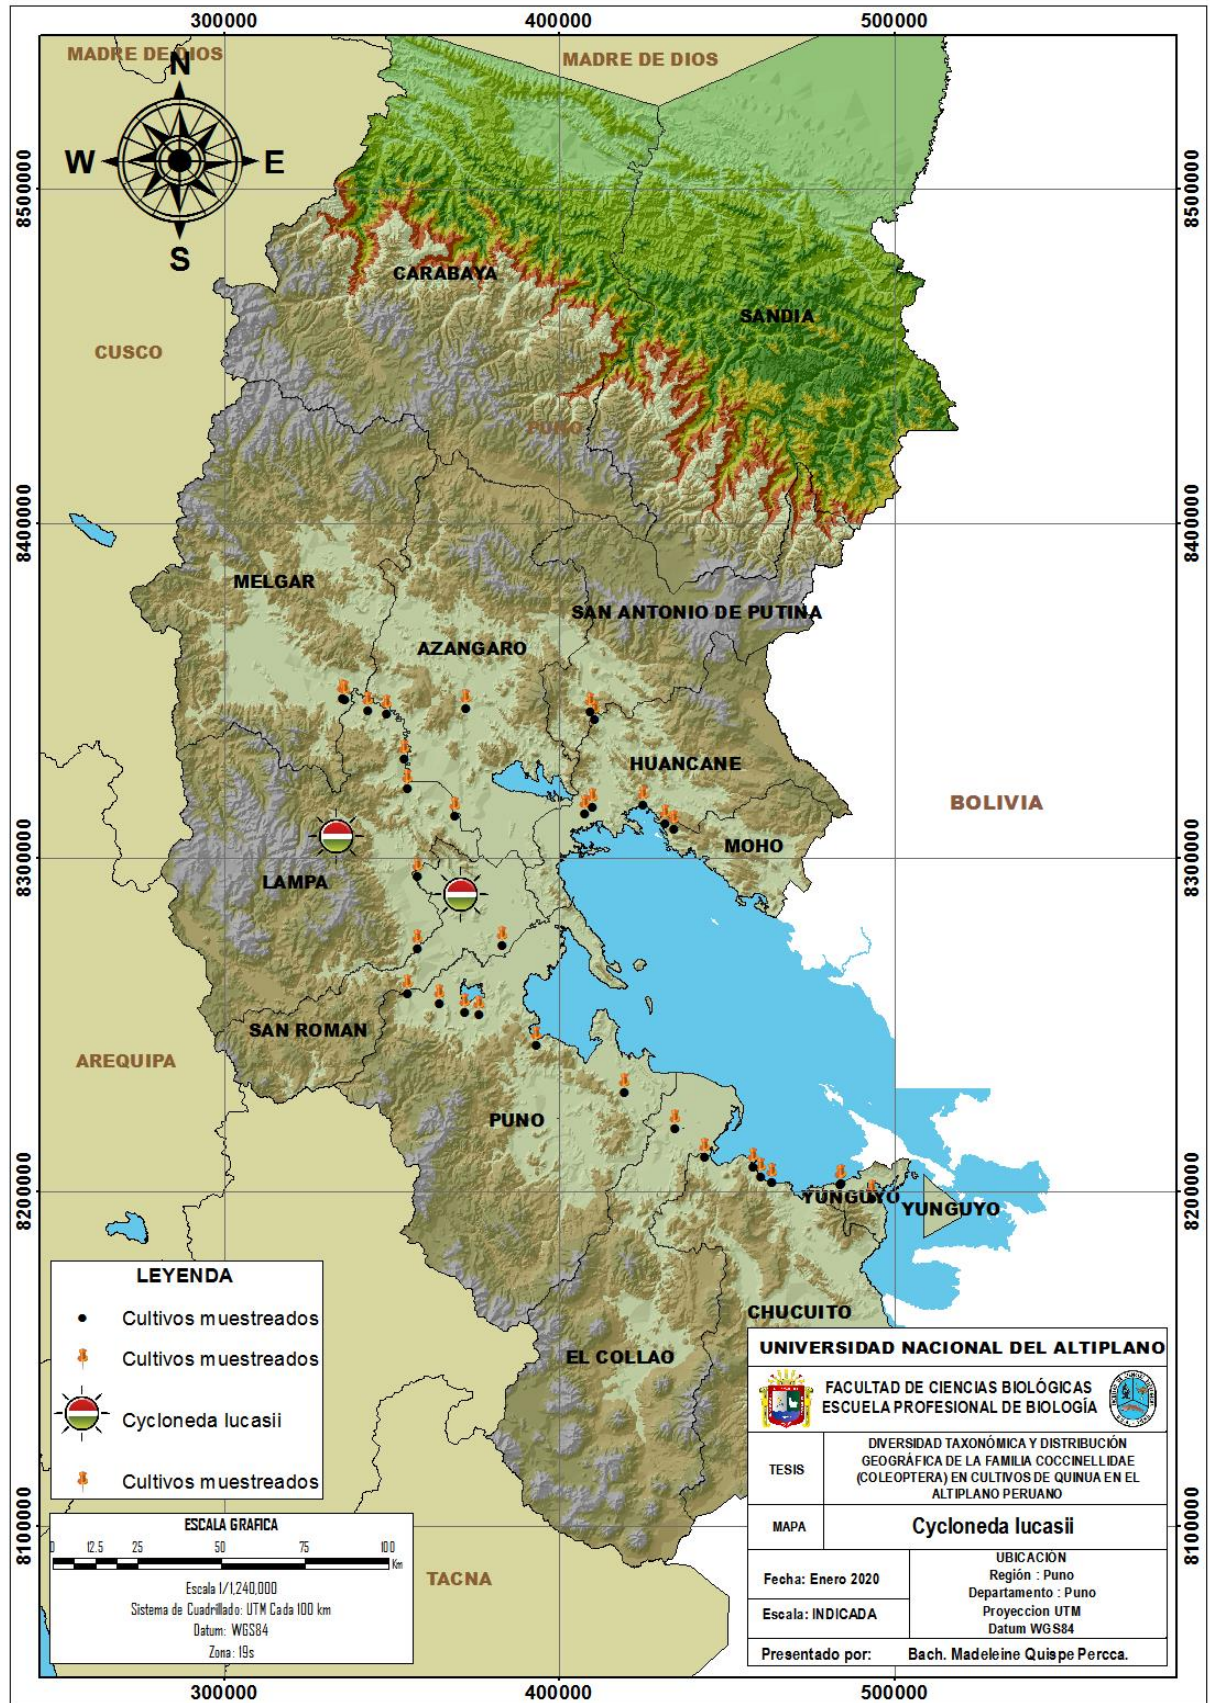 300000
400000
500000
MADRE DE DIOS
MADRE DE DIOS
N
W
E
S
8500000
8500000
CARABAYA
SANDIA
CUSCO
PUNO
8400000
8400000
MELGAR
SAN ANTONIO DE PUTINA
AZANGARO
HUANCANE
BOLIVIA
MOHO
8300000
8300000
LAMPA
SAN ROMAN
AREQUIPA
PUNO
8200000
8200000
YUNGUYO
YUNGUYO
CHUCUITO
EL COLLAO
LEYENDA
Cultivos muestreados
Cultivos muestreados
Cycloneda lucasii
Cultivos muestreados
ESCALA GRAFICA
0 12.5 25 50 75 100
Km
Escala 1/1,240,000
Sistema de Cuadrillado: UTM Cada 100 km
Datum: WGS84
Zona: 19s
TACNA
8100000
8100000
UNIVERSIDAD NACIONAL DEL ALTIPLANO
FACULTAD DE CIENCIAS BIOLÓGICAS
ESCUELA PROFESIONAL DE BIOLOGÍA
TESIS
DIVERSIDAD TAXONÓMICA Y DISTRIBUCIÓN
GEOGRÁFICA DE LA FAMILIA COCCINELLIDAE
(COLEOPTERA) EN CULTIVOS DE QUINUA EN EL
ALTIPLANO PERUANO
MAPA
Cycloneda lucasii
Fecha: Enero 2020
Escala: INDICADA
UBICACIÓN
Región : Puno
Departamento : Puno
Proyeccion UTM
Datum WGS84
Presentado por: Bach. Madeleine Quispe Percca.
300000
400000
500000